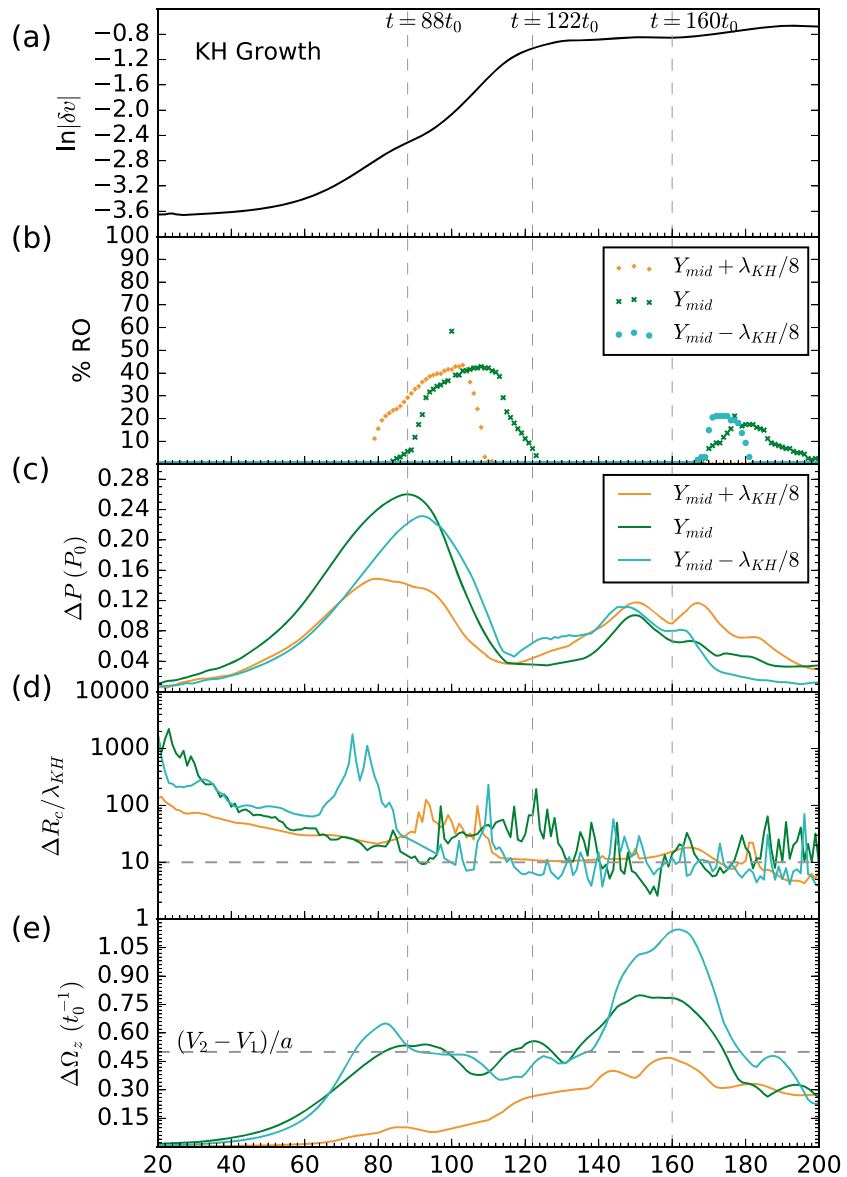 t = 88t₀ t = 122t₀ t = 160t₀
(a)
KH Growth
ln|δv|
−0.8
−1.2
−1.6
−2.0
−2.4
−2.8
−3.2
−3.6
(b)
% RO
100
90
80
70
60
50
40
30
20
10
Y_mid + λ_KH/8
Y_mid
Y_mid − λ_KH/8
(c)
ΔP (P₀)
0.28
0.24
0.20
0.16
0.12
0.08
0.04
Y_mid + λ_KH/8
Y_mid
Y_mid − λ_KH/8
(d)
ΔR_c/λ_KH
10000
1000
100
10
1
(e)
ΔΩ_z (t₀⁻¹)
1.05
0.90
0.75
0.60
0.45
0.30
0.15
(V₂ − V₁)/a
20 40 60 80 100 120 140 160 180 200